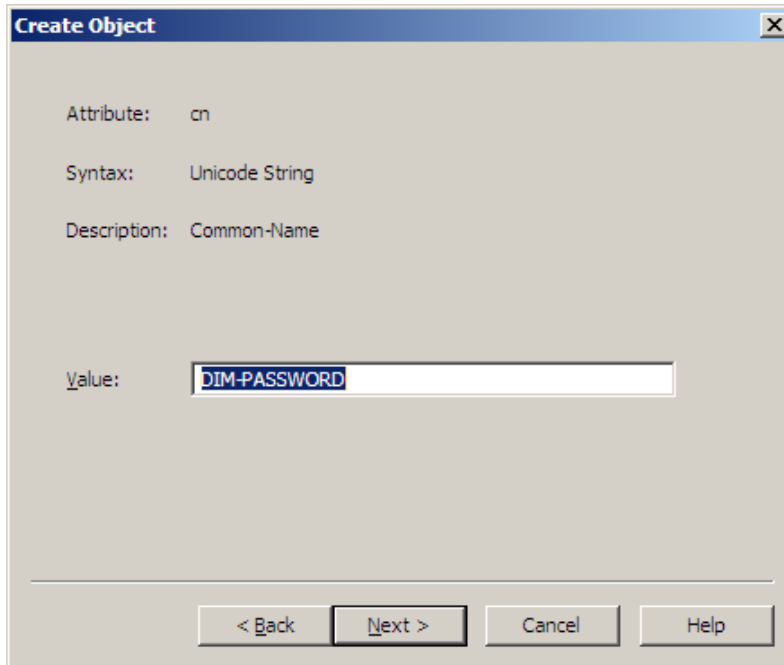 Create Object
Attribute: cn
Syntax: Unicode String
Description: Common-Name
Value: DIM-PASSWORD
< Back Next > Cancel Help